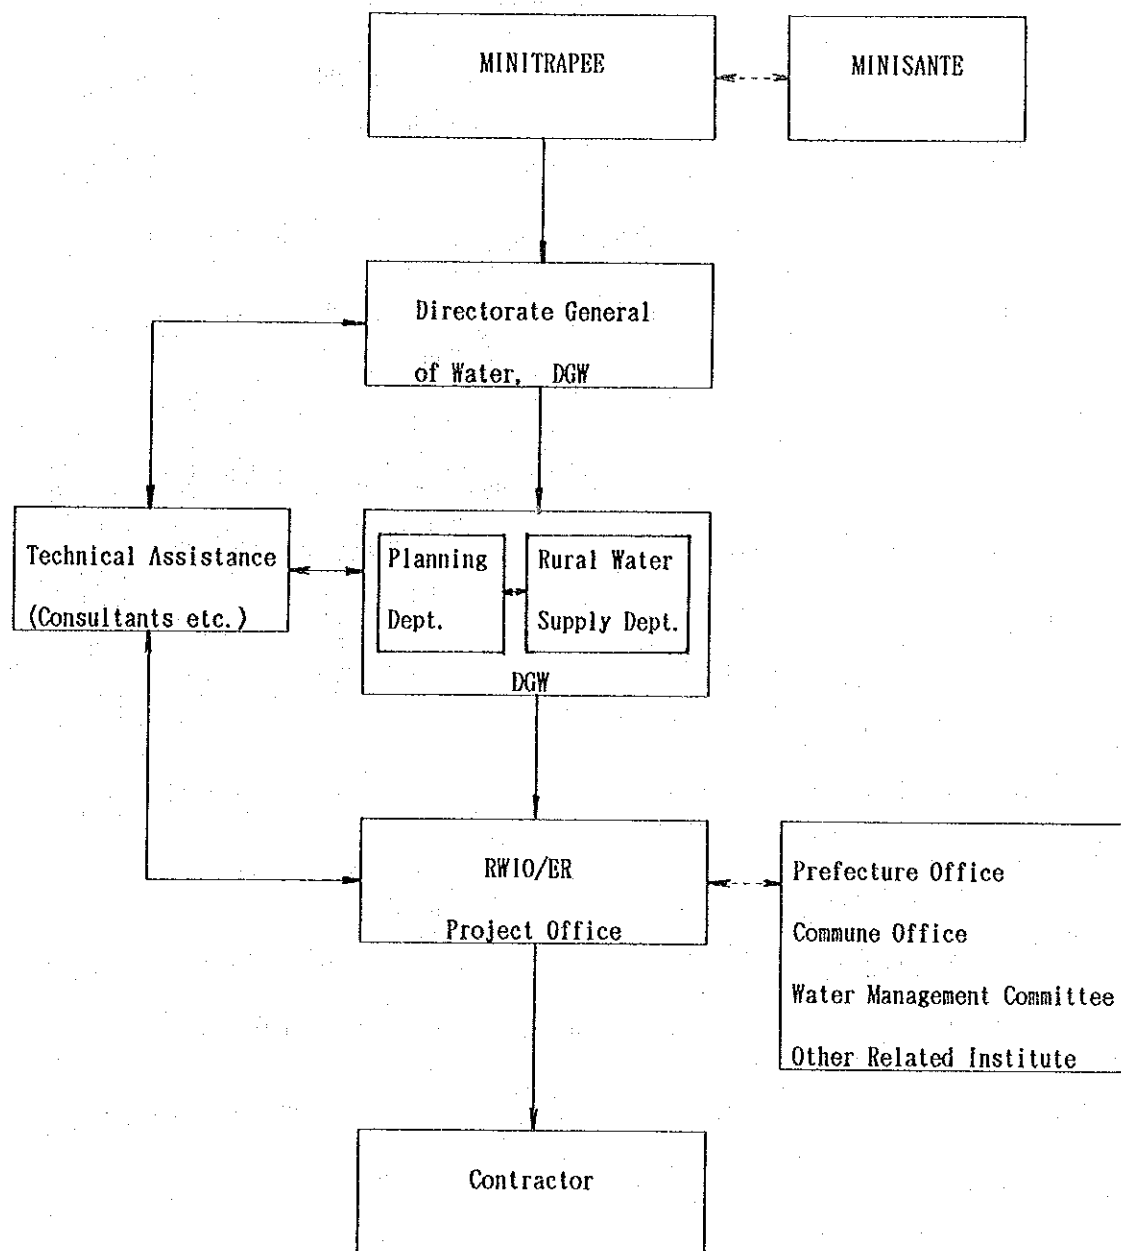 MINITRAPEE
MINISANTE
Directorate General
of Water, DGW
Technical Assistance
(Consultants etc.)
Planning
Dept.
Rural Water
Supply Dept.
DGW
RWIO/ER
Project Office
Prefecture Office
Commune Office
Water Management Committee
Other Related Institute
Contractor